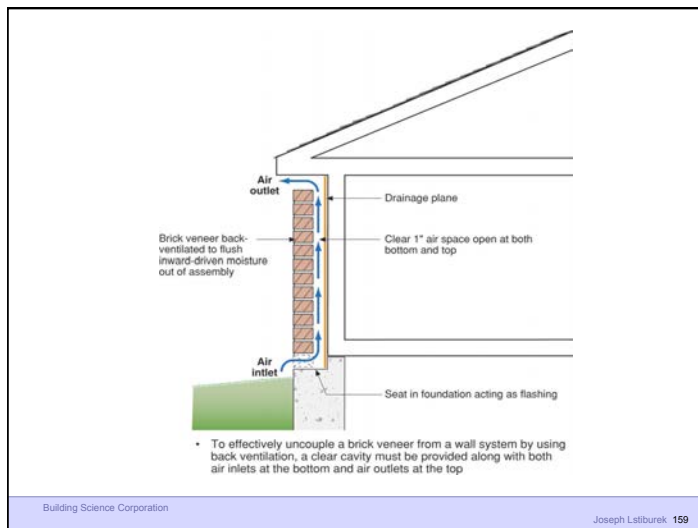 Air
outlet
Drainage plane
Brick veneer back-
ventilated to flush
inward-driven moisture
out of assembly
Clear 1" air space open at both
bottom and top
Air
intlet
Seat in foundation acting as flashing
• To effectively uncouple a brick veneer from a wall system by using
back ventilation, a clear cavity must be provided along with both
air inlets at the bottom and air outlets at the top
Building Science Corporation
Joseph Lstiburek 159